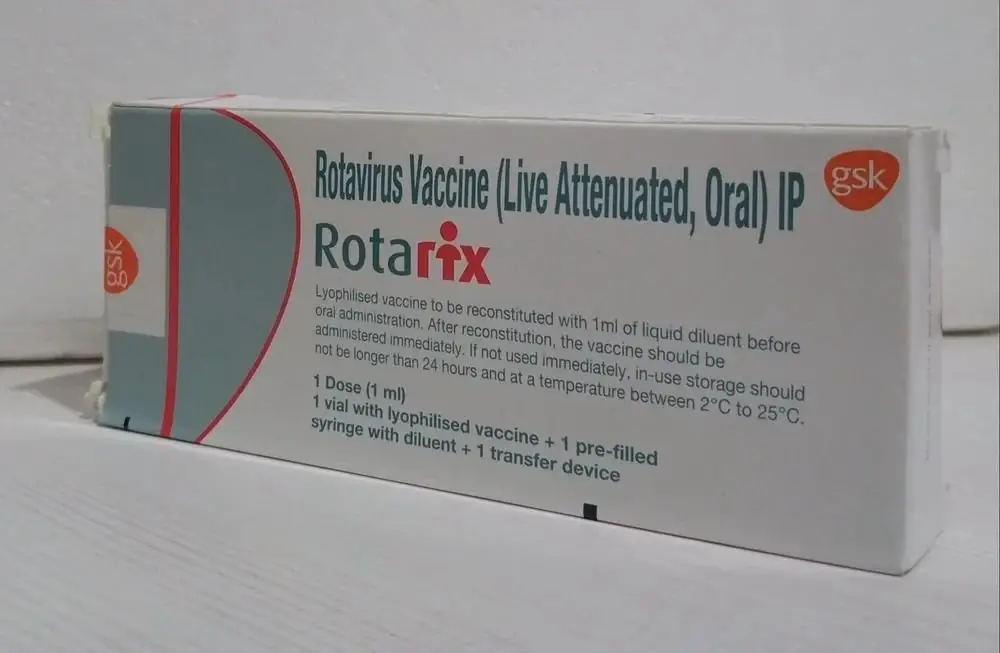 Rotavirus Vaccine (Live Attenuated, Oral) IP
gsk
Rotarix
gsk
Lyophilised vaccine to be reconstituted with 1ml of liquid diluent before
oral administration. After reconstitution, the vaccine should be
administered immediately. If not used immediately, in-use storage should
not be longer than 24 hours and at a temperature between 2°C to 25°C.
1 Dose (1 ml)
1 vial with lyophilised vaccine + 1 pre-filled
syringe with diluent + 1 transfer device